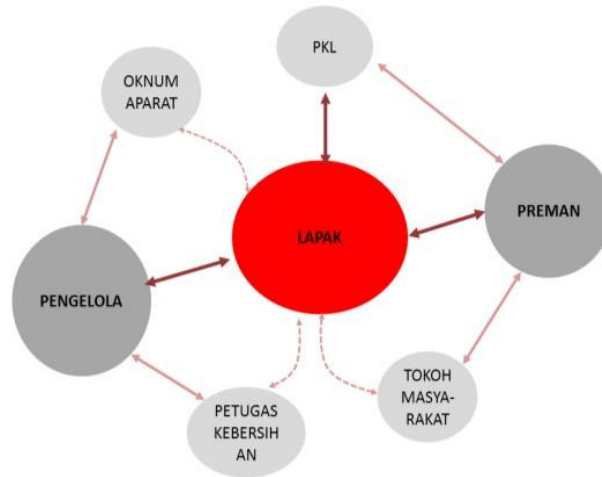 PKL
OKNUM
APARAT
PREMAN
LAPAK
PENGELOLA
TOKOH
MASYA-
RAKAT
PETUGAS
KEBERSIH
AN